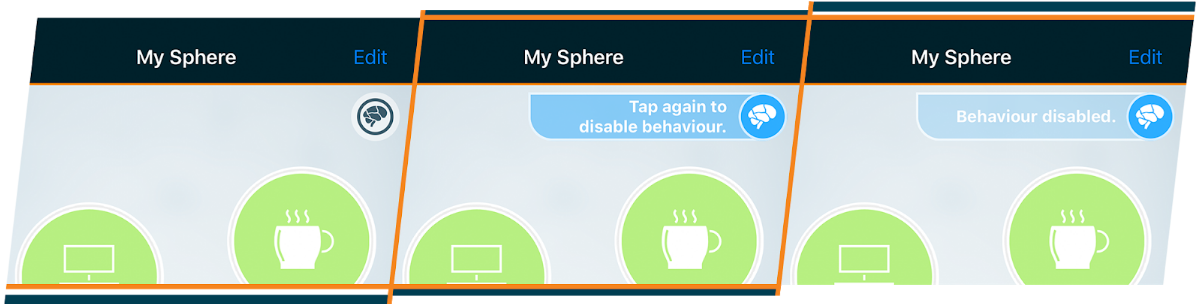 My Sphere
Edit
My Sphere
Edit
Tap again to
disable behaviour.
My Sphere
Edit
Behaviour disabled.